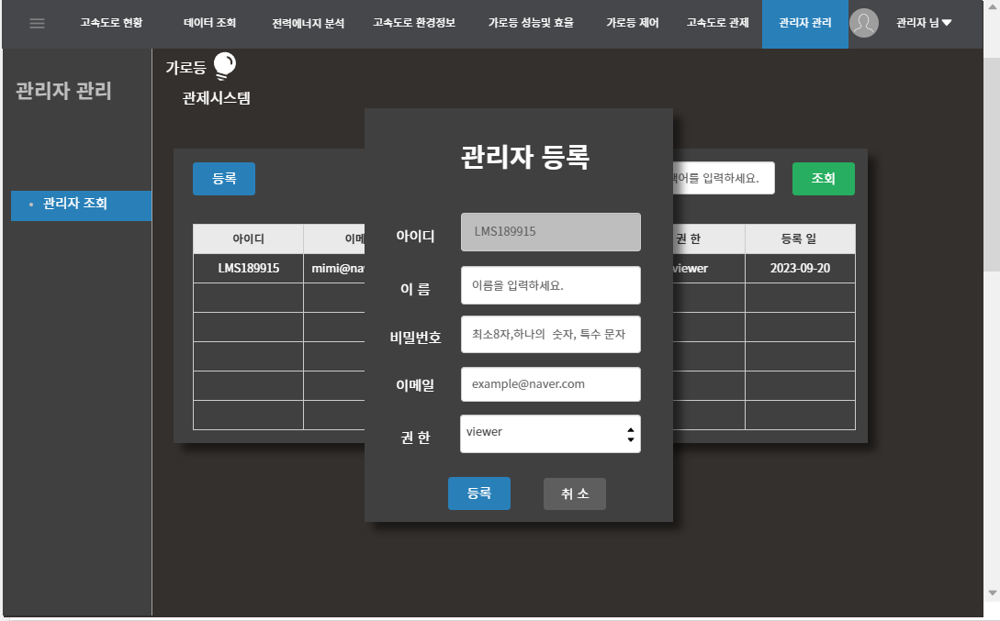 고속도로 현황 데이터 조회 전력에너지 분석 고속도로 환경정보 가로등 성능및 효율 가로등 제어 고속도로 관제 관리자 관리 관리자 님
가로등
관리자 관리
관제시스템
관리자 등록
등록 색어를 입력하세요. 조회
관리자 조회
아이디 LMS189915
아이디 이메 권 한 등록 일
LMS189915 mimi@na viewer 2023-09-20
이 름 이름을 입력하세요.
비밀번호 최소8자,하나의 숫자, 특수 문자
이메일 example@naver.com
권 한 viewer
등록 취 소